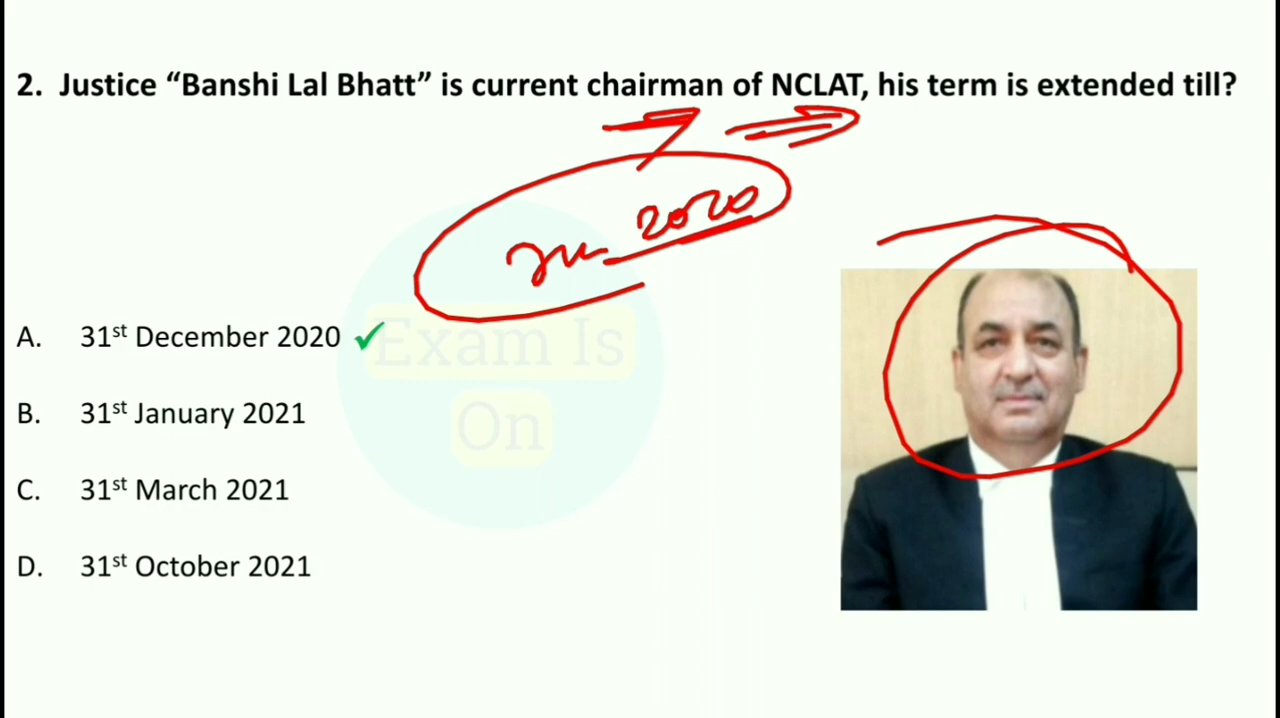 2. Justice “Banshi Lal Bhatt” is current chairman of NCLAT, his term is extended till?
2020
A. 31st December 2020 ✓
Exam Is
B. 31st January 2021
On
C. 31st March 2021
D. 31st October 2021